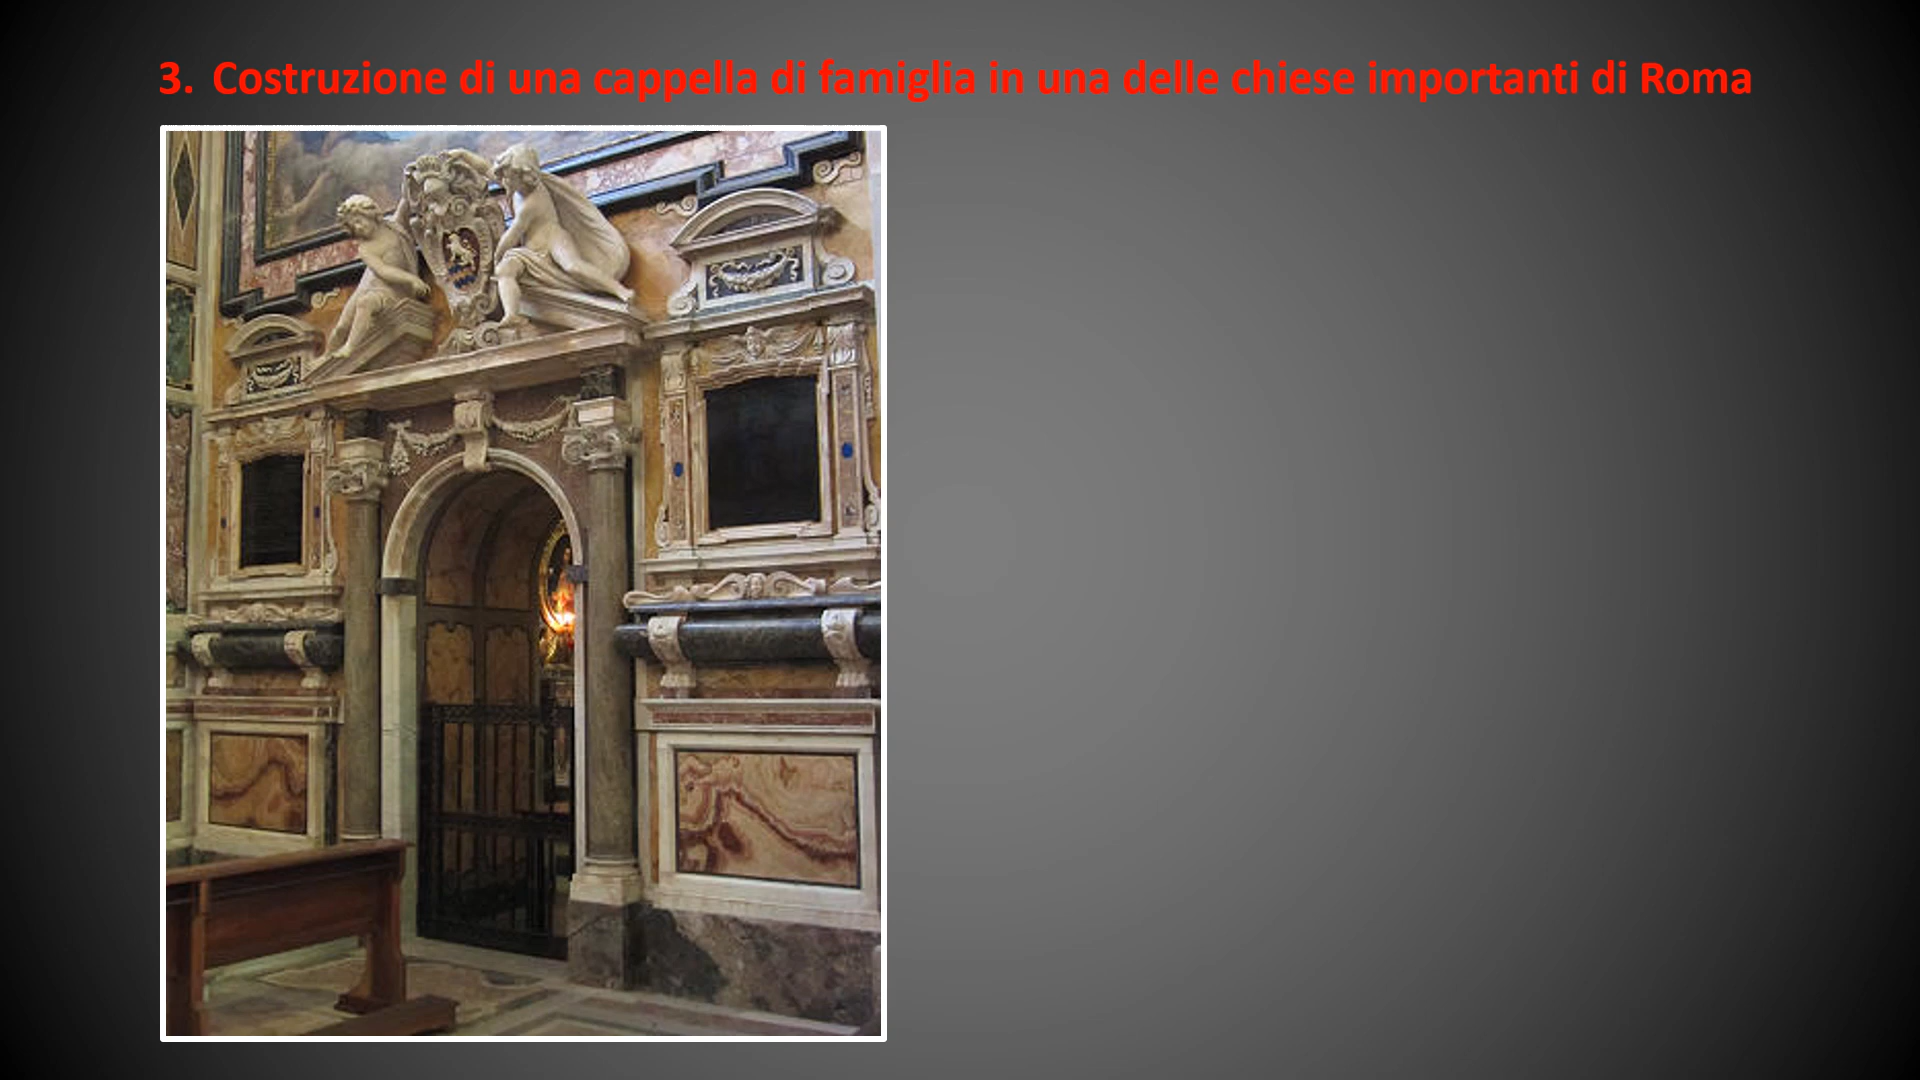 3. Costruzione di una cappella di famiglia in una delle chiese importanti di Roma